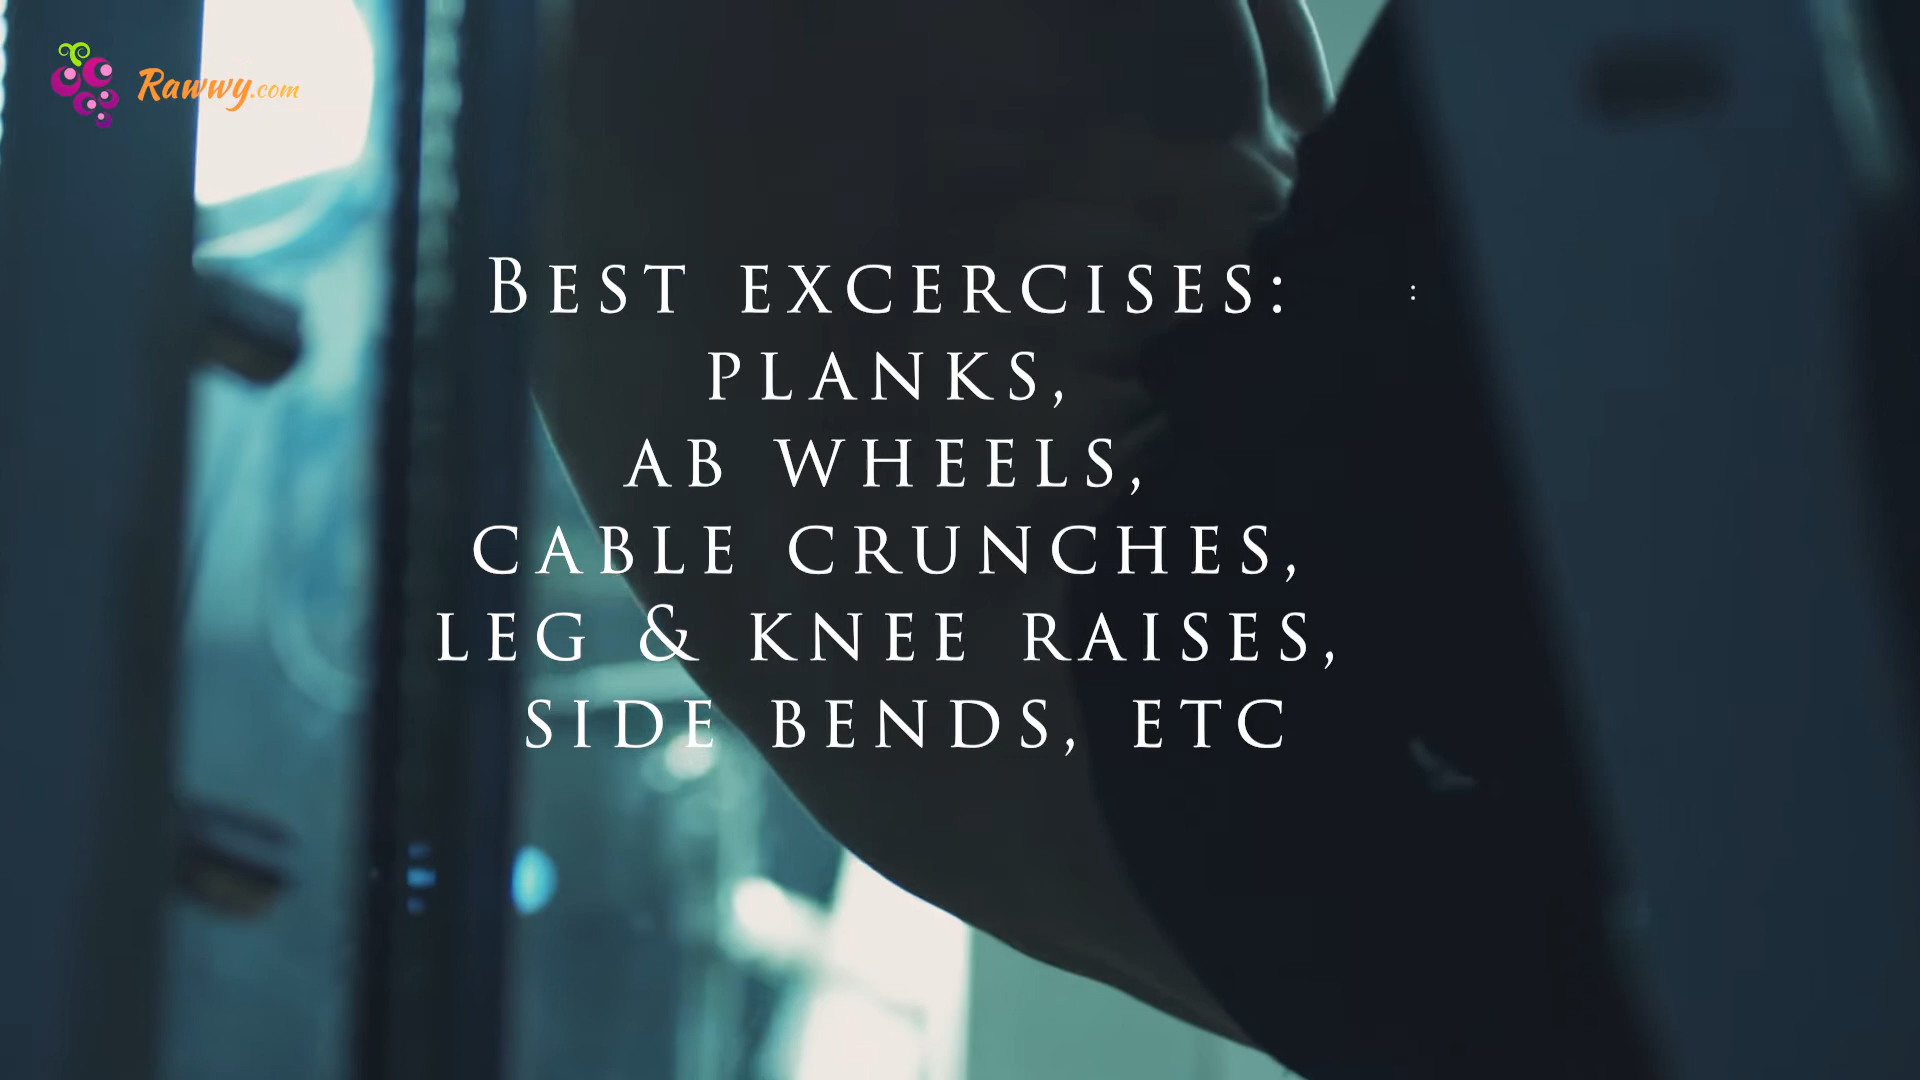 Rawwy.com
Best excercises:
:
planks,
ab wheels,
cable crunches,
leg & knee raises,
side bends, etc